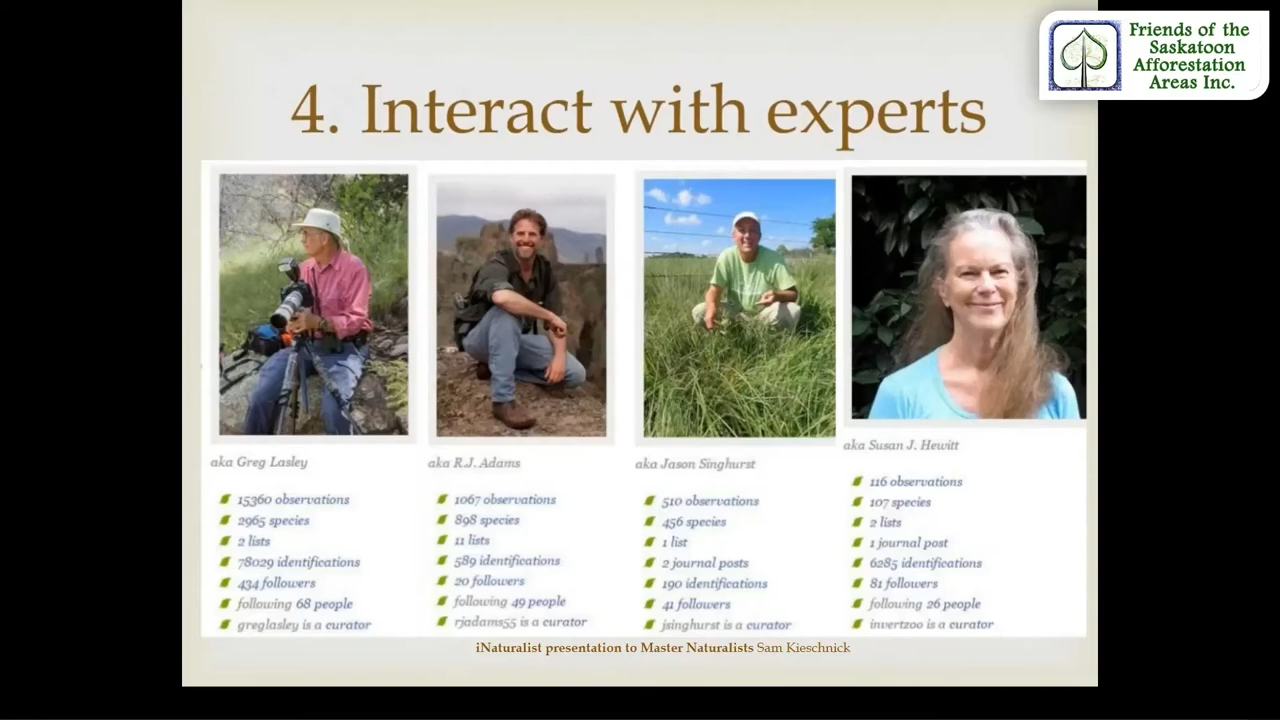 Friends of the
Saskatoon
Afforestation
Areas Inc.
4. Interact with experts
aka Greg Lasley
15360 observations
2965 species
2 lists
78029 identifications
434 followers
following 68 people
greglasley is a curator
aka R.J. Adams
1067 observations
898 species
11 lists
589 identifications
20 followers
following 49 people
rjadams55 is a curator
aka Jason Singhurst
510 observations
456 species
1 list
2 journal posts
190 identifications
41 followers
jsinghurst is a curator
aka Susan J. Hewitt
116 observations
107 species
2 lists
1 journal post
6285 identifications
81 followers
following 26 people
invertzoo is a curator
iNaturalist presentation to Master Naturalists Sam Kieschnick